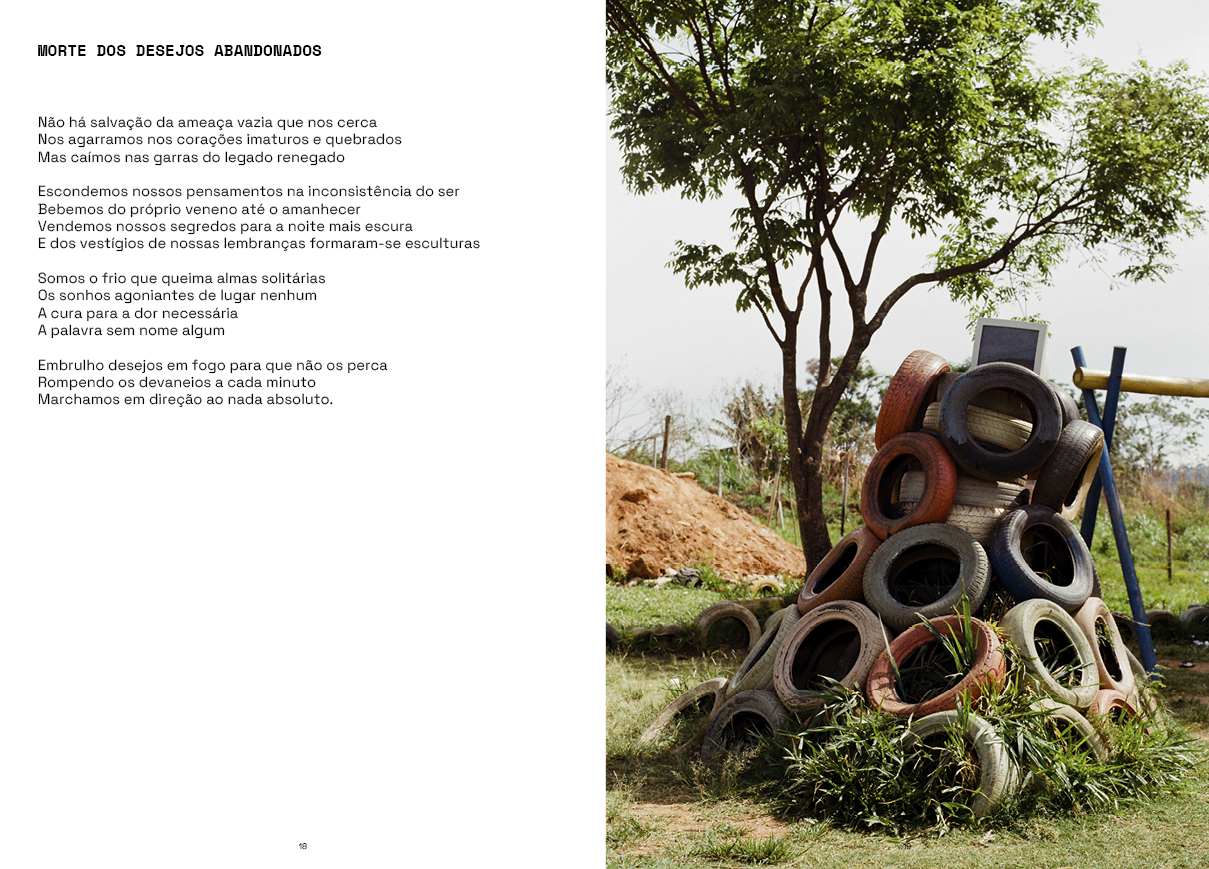 MORTE DOS DESEJOS ABANDONADOS
Não há salvação da ameaça vazia que nos cerca
Nos agarramos nos corações imaturos e quebrados
Mas caímos nas garras do legado renegado
Escondemos nossos pensamentos na inconsistência do ser
Bebemos do próprio veneno até o amanhecer
Vendemos nossos segredos para a noite mais escura
E dos vestígios de nossas lembranças formaram-se esculturas
Somos o frio que queima almas solitárias
Os sonhos agoniantes de lugar nenhum
A cura para a dor necessária
A palavra sem nome algum
Embrulho desejos em fogo para que não os perca
Rompendo os devaneios a cada minuto
Marchamos em direção ao nada absoluto.
18